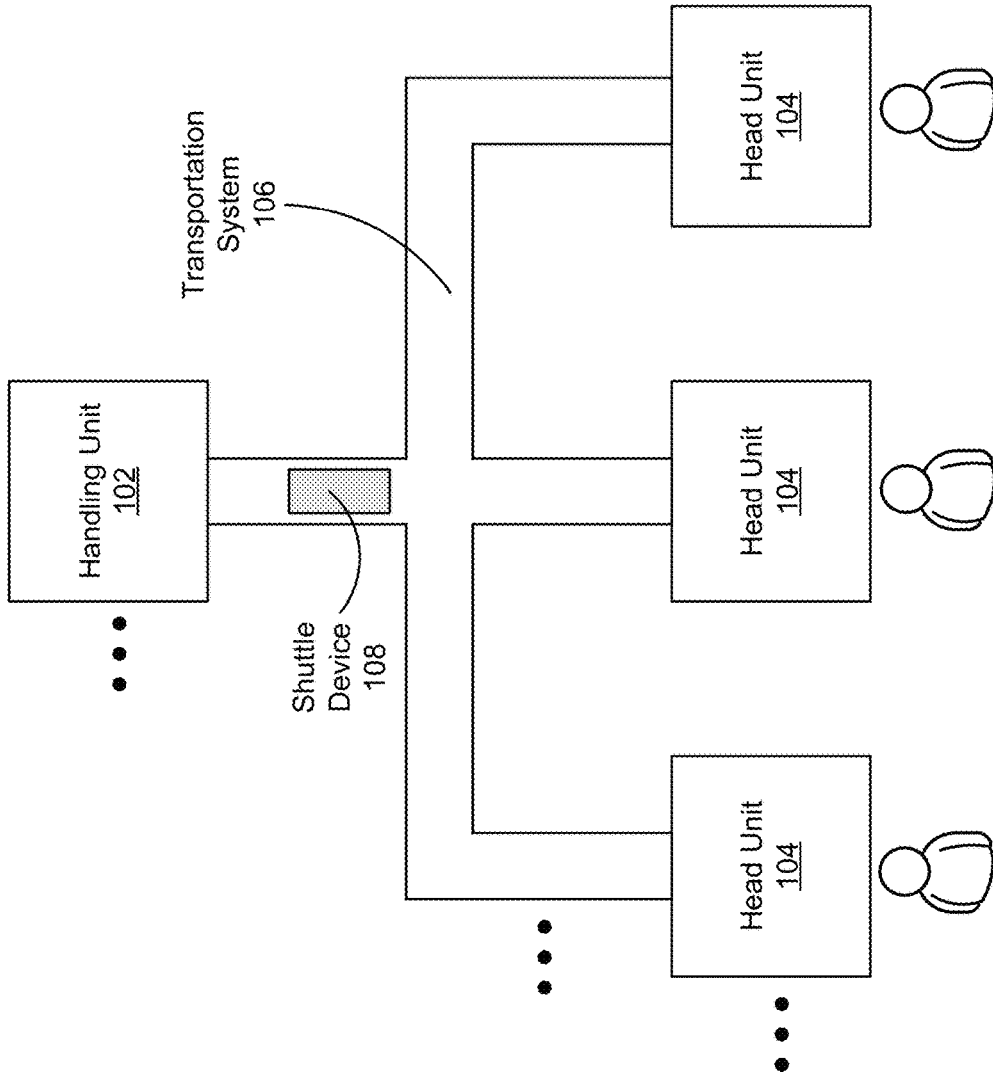 Handling Unit
102
Transportation
System
106
Shuttle
Device
108
Head Unit
104
Head Unit
104
Head Unit
104